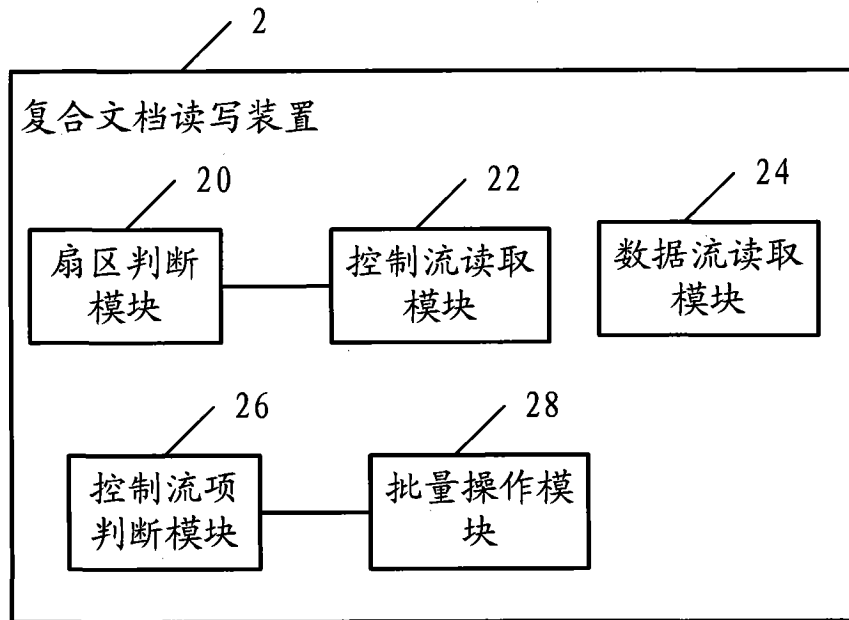 2
复合文档读写装置
20
22
24
扇区判断
模块
控制流读取
模块
数据流读取
模块
26
28
控制流项
判断模块
批量操作模
块